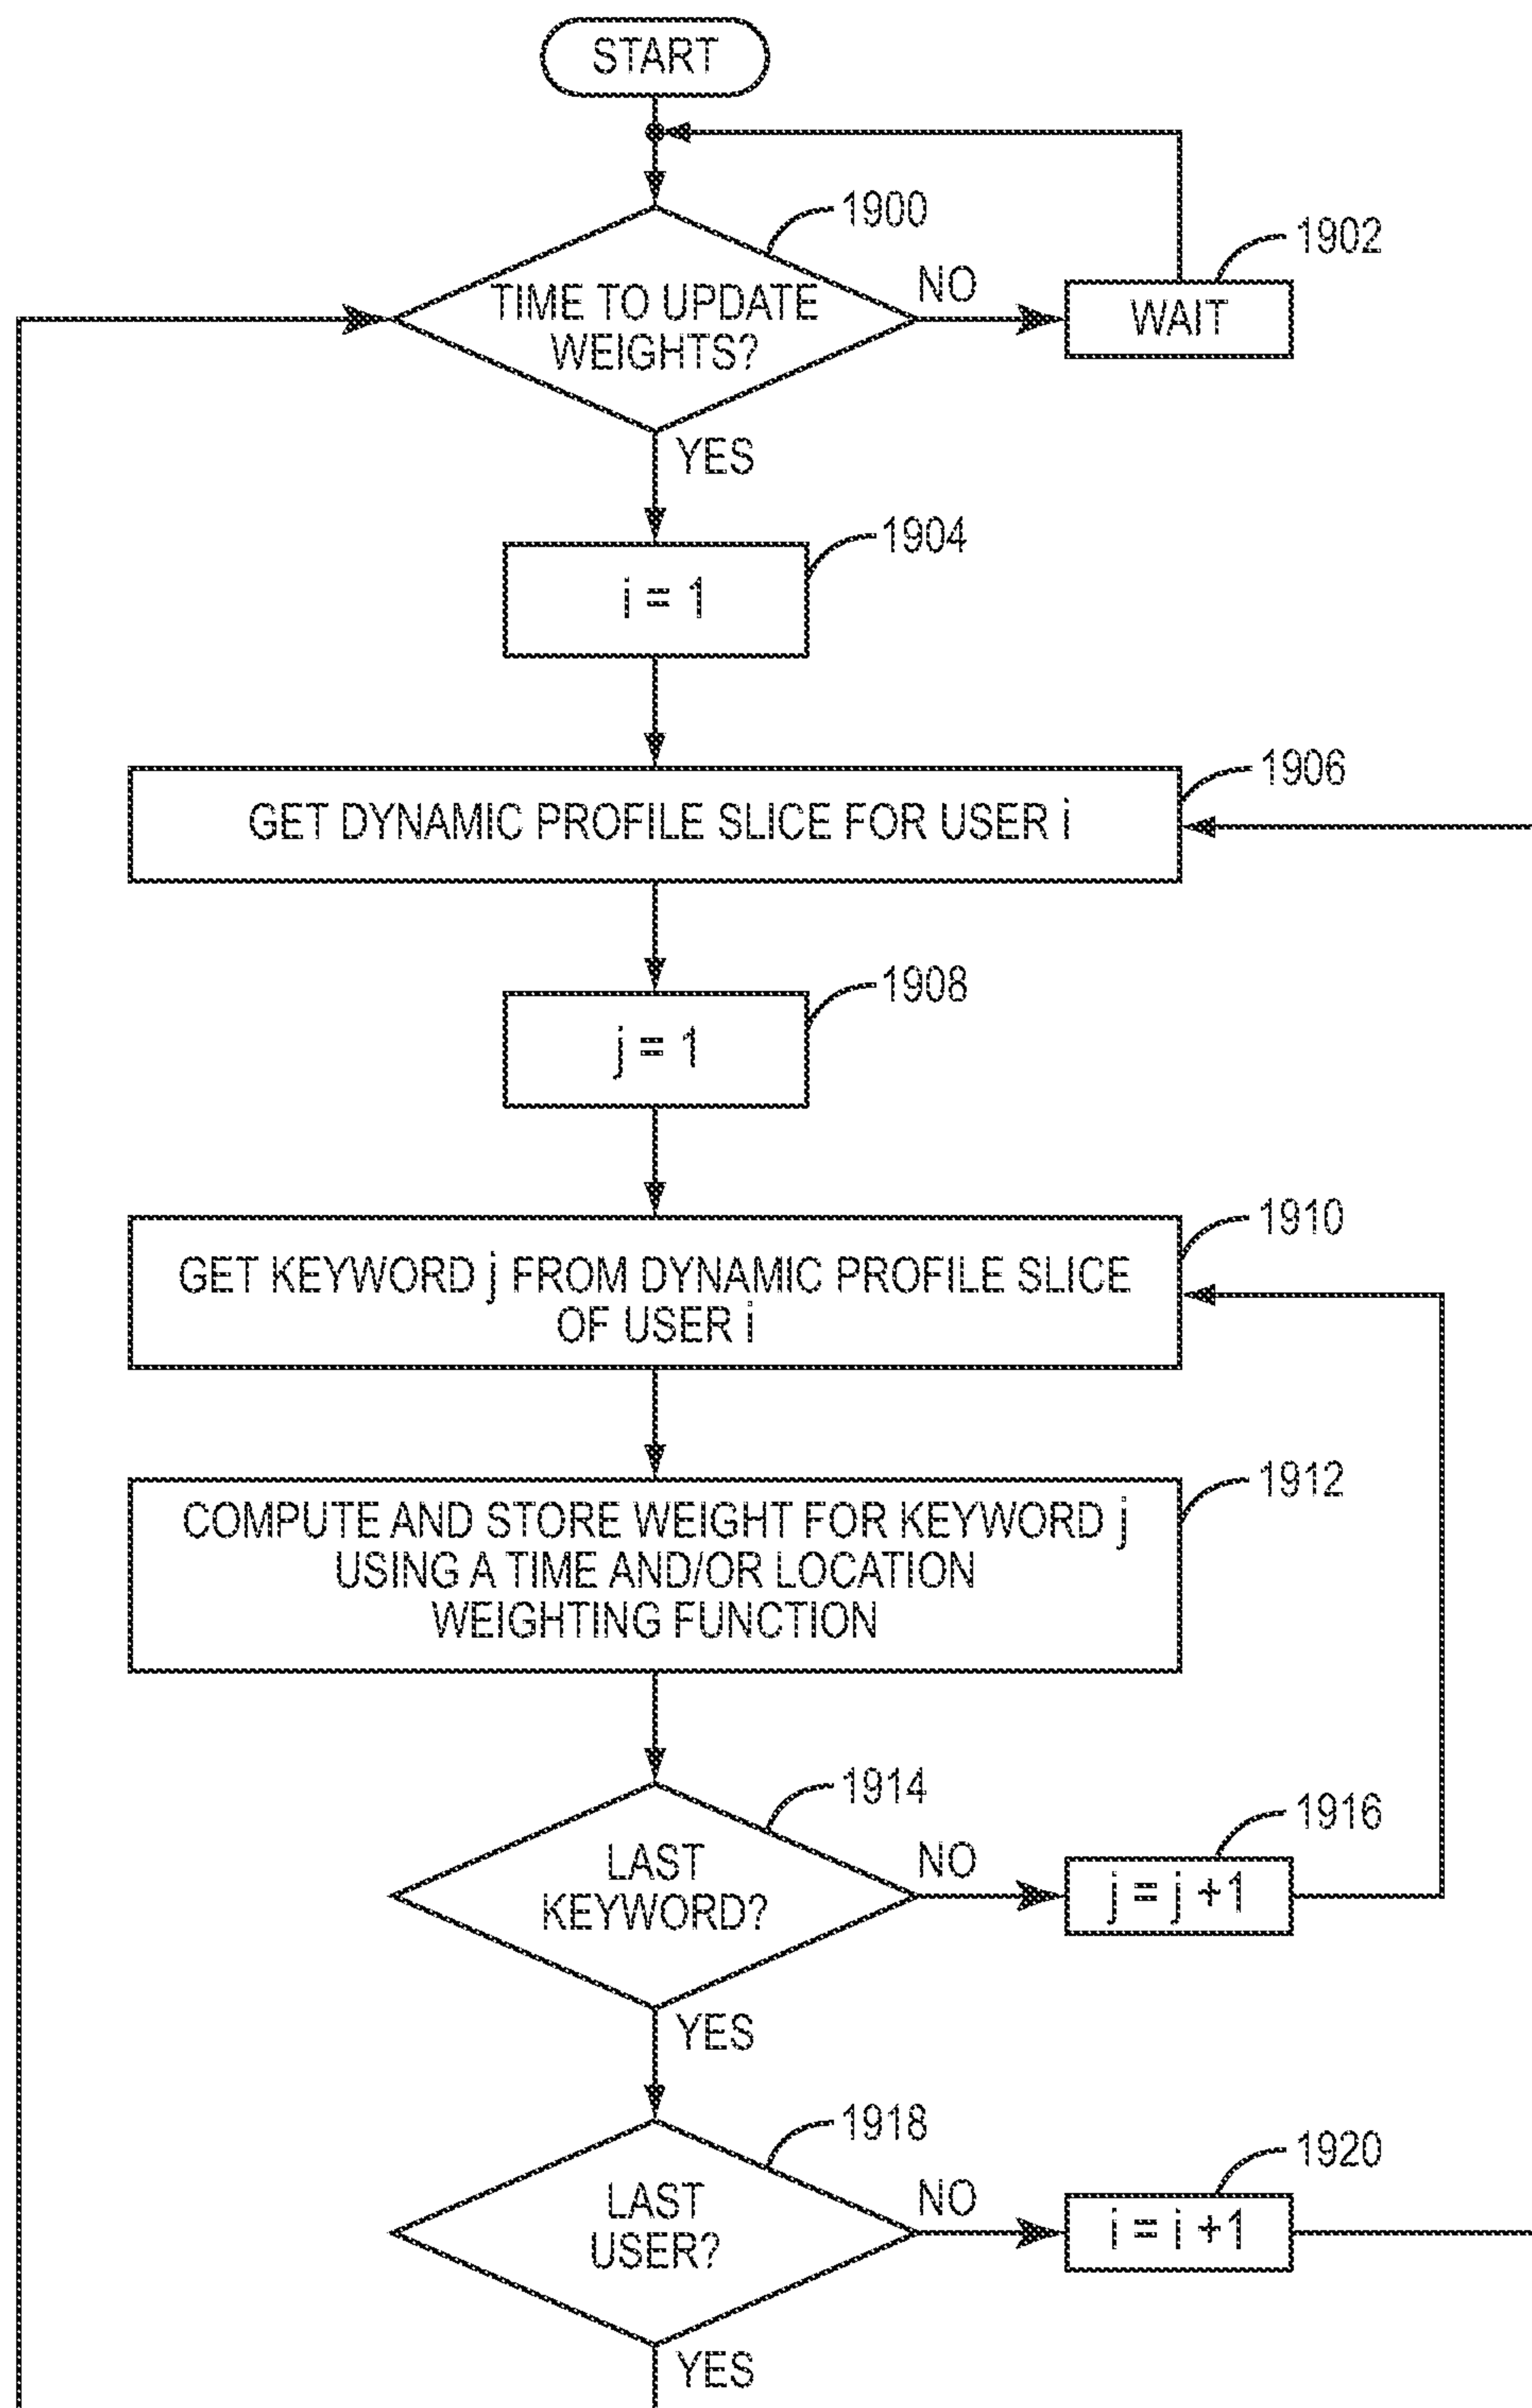 START
1900
1902
TIME TO UPDATE
WEIGHTS?
NO
WAIT
YES
1904
i = 1
1906
GET DYNAMIC PROFILE SLICE FOR USER i
1908
j = 1
1910
GET KEYWORD j FROM DYNAMIC PROFILE SLICE
OF USER i
1912
COMPUTE AND STORE WEIGHT FOR KEYWORD j
USING A TIME AND/OR LOCATION
WEIGHTING FUNCTION
1914
1916
LAST
KEYWORD?
NO
j = j +1
YES
1918
1920
LAST
USER?
NO
i = i +1
YES